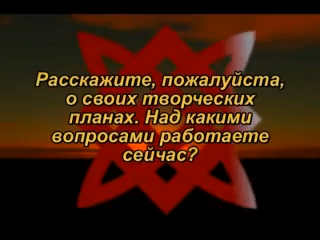 Расскажите, пожалуйста,
о своих творческих
планах. Над какими
вопросами работаете
сейчас?